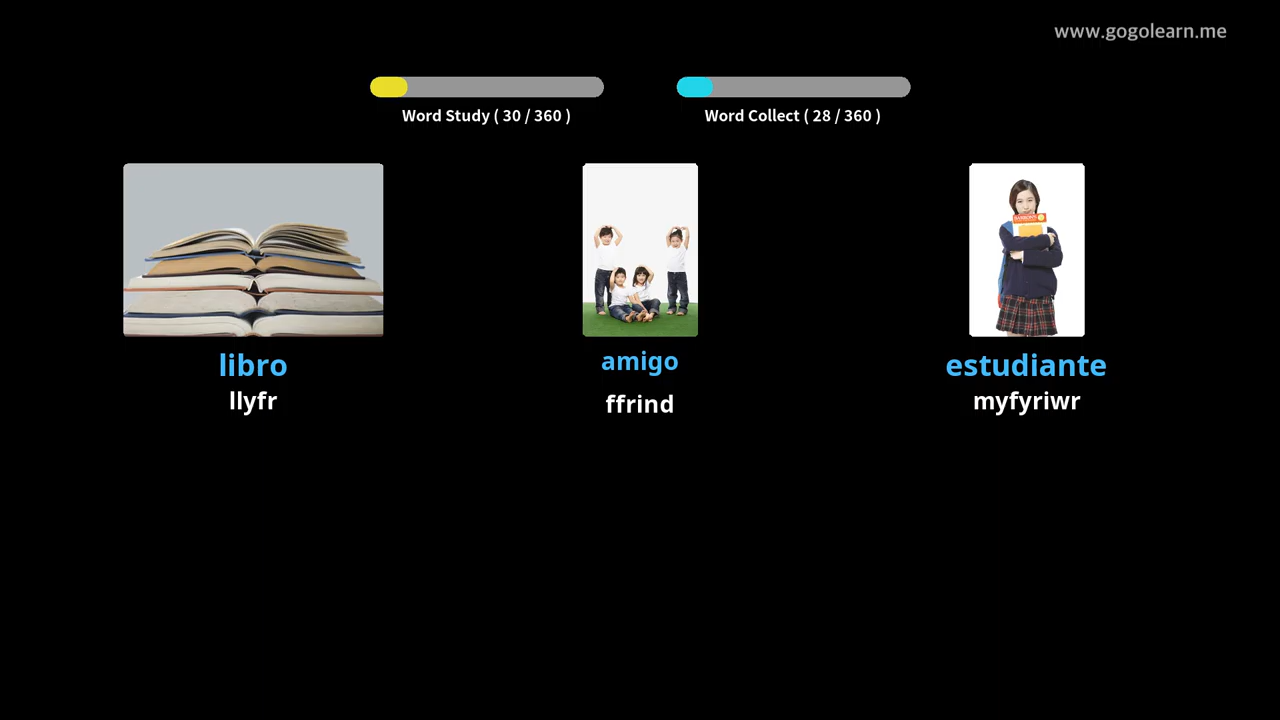 www.gogolearn.me
Word Study ( 30 / 360 )
Word Collect ( 28 / 360 )
libro
llyfr
amigo
ffrind
estudiante
myfyriwr